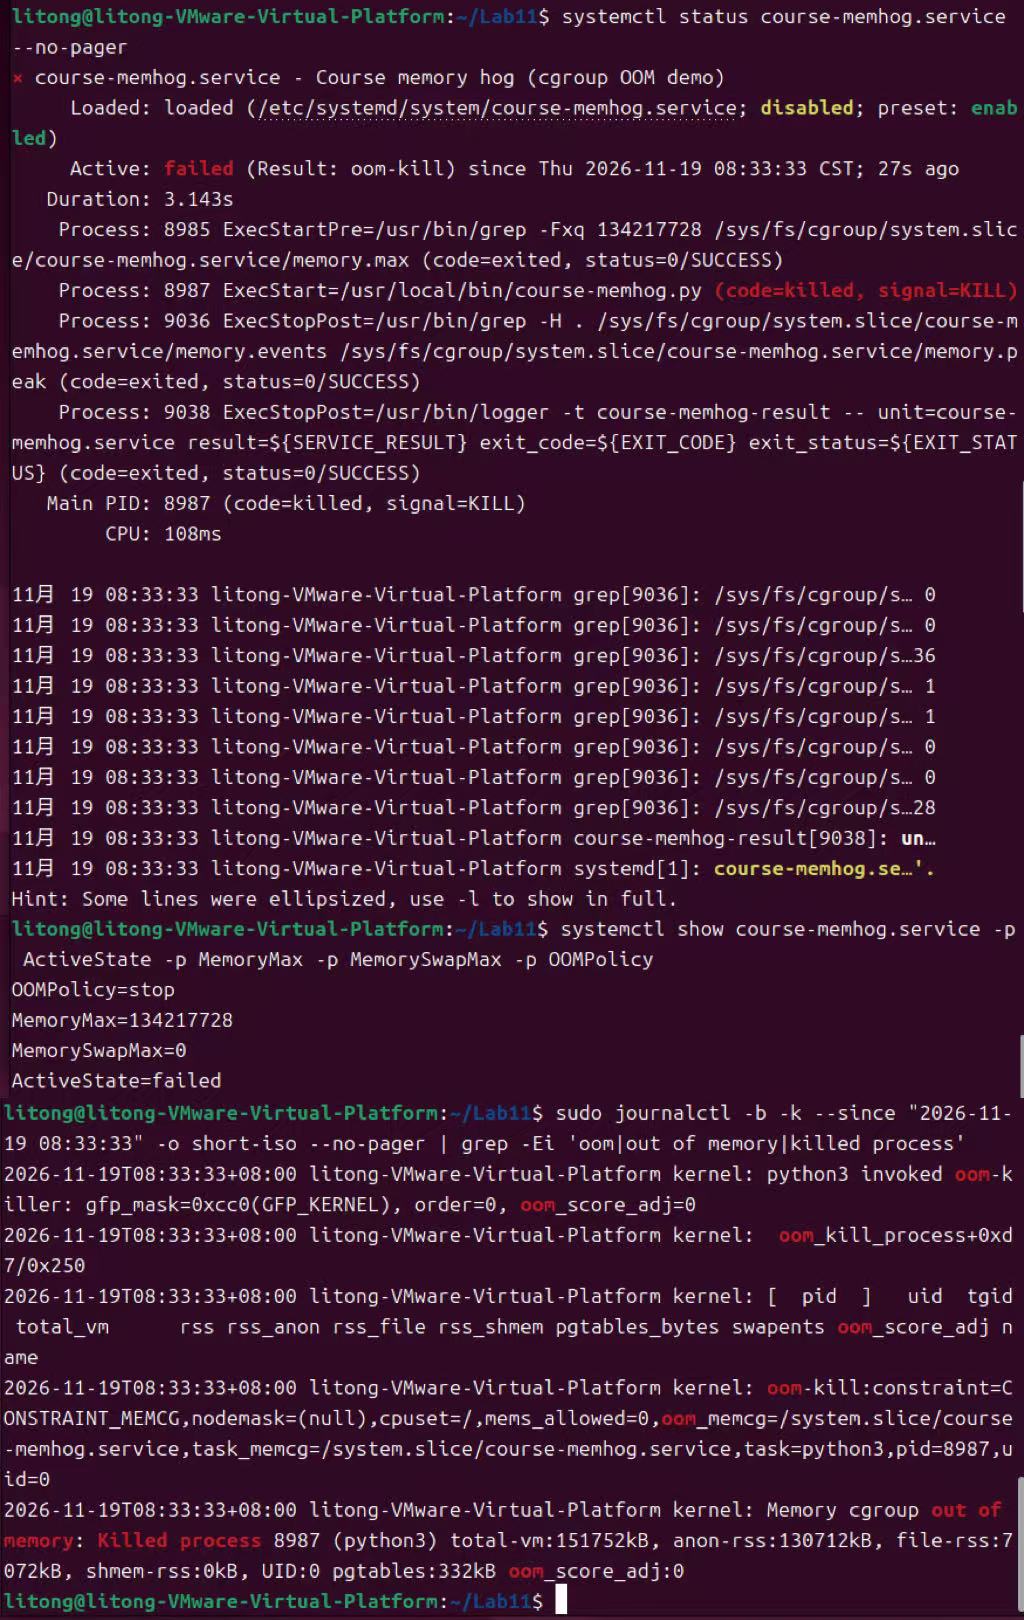 litong@litong-VMware-Virtual-Platform:~/Lab11$ systemctl status course-memhog.service
--no-pager
× course-memhog.service - Course memory hog (cgroup OOM demo)
     Loaded: loaded (/etc/systemd/system/course-memhog.service; disabled; preset: enab
led)
     Active: failed (Result: oom-kill) since Thu 2026-11-19 08:33:33 CST; 27s ago
   Duration: 3.143s
    Process: 8985 ExecStartPre=/usr/bin/grep -Fxq 134217728 /sys/fs/cgroup/system.slic
e/course-memhog.service/memory.max (code=exited, status=0/SUCCESS)
    Process: 8987 ExecStart=/usr/local/bin/course-memhog.py (code=killed, signal=KILL)
    Process: 9036 ExecStopPost=/usr/bin/grep -H . /sys/fs/cgroup/system.slice/course-m
emhog.service/memory.events /sys/fs/cgroup/system.slice/course-memhog.service/memory.p
eak (code=exited, status=0/SUCCESS)
    Process: 9038 ExecStopPost=/usr/bin/logger -t course-memhog-result -- unit=course-
memhog.service result=${SERVICE_RESULT} exit_code=${EXIT_CODE} exit_status=${EXIT_STAT
US} (code=exited, status=0/SUCCESS)
   Main PID: 8987 (code=killed, signal=KILL)
        CPU: 108ms

11月 19 08:33:33 litong-VMware-Virtual-Platform grep[9036]: /sys/fs/cgroup/s… 0
11月 19 08:33:33 litong-VMware-Virtual-Platform grep[9036]: /sys/fs/cgroup/s… 0
11月 19 08:33:33 litong-VMware-Virtual-Platform grep[9036]: /sys/fs/cgroup/s…36
11月 19 08:33:33 litong-VMware-Virtual-Platform grep[9036]: /sys/fs/cgroup/s… 1
11月 19 08:33:33 litong-VMware-Virtual-Platform grep[9036]: /sys/fs/cgroup/s… 1
11月 19 08:33:33 litong-VMware-Virtual-Platform grep[9036]: /sys/fs/cgroup/s… 0
11月 19 08:33:33 litong-VMware-Virtual-Platform grep[9036]: /sys/fs/cgroup/s… 0
11月 19 08:33:33 litong-VMware-Virtual-Platform grep[9036]: /sys/fs/cgroup/s…28
11月 19 08:33:33 litong-VMware-Virtual-Platform course-memhog-result[9038]: un…
11月 19 08:33:33 litong-VMware-Virtual-Platform systemd[1]: course-memhog.se…'.
Hint: Some lines were ellipsized, use -l to show in full.
litong@litong-VMware-Virtual-Platform:~/Lab11$ systemctl show course-memhog.service -p
 ActiveState -p MemoryMax -p MemorySwapMax -p OOMPolicy
OOMPolicy=stop
MemoryMax=134217728
MemorySwapMax=0
ActiveState=failed
litong@litong-VMware-Virtual-Platform:~/Lab11$ sudo journalctl -b -k --since "2026-11-
19 08:33:33" -o short-iso --no-pager | grep -Ei 'oom|out of memory|killed process'
2026-11-19T08:33:33+08:00 litong-VMware-Virtual-Platform kernel: python3 invoked oom-k
iller: gfp_mask=0xcc0(GFP_KERNEL), order=0, oom_score_adj=0
2026-11-19T08:33:33+08:00 litong-VMware-Virtual-Platform kernel:  oom_kill_process+0xd
7/0x250
2026-11-19T08:33:33+08:00 litong-VMware-Virtual-Platform kernel: [  pid  ]   uid  tgid
 total_vm      rss rss_anon rss_file rss_shmem pgtables_bytes swapents oom_score_adj n
ame
2026-11-19T08:33:33+08:00 litong-VMware-Virtual-Platform kernel: oom-kill:constraint=C
ONSTRAINT_MEMCG,nodemask=(null),cpuset=/,mems_allowed=0,oom_memcg=/system.slice/course
-memhog.service,task_memcg=/system.slice/course-memhog.service,task=python3,pid=8987,u
id=0
2026-11-19T08:33:33+08:00 litong-VMware-Virtual-Platform kernel: Memory cgroup out of
memory: Killed process 8987 (python3) total-vm:151752kB, anon-rss:130712kB, file-rss:7
072kB, shmem-rss:0kB, UID:0 pgtables:332kB oom_score_adj:0
litong@litong-VMware-Virtual-Platform:~/Lab11$